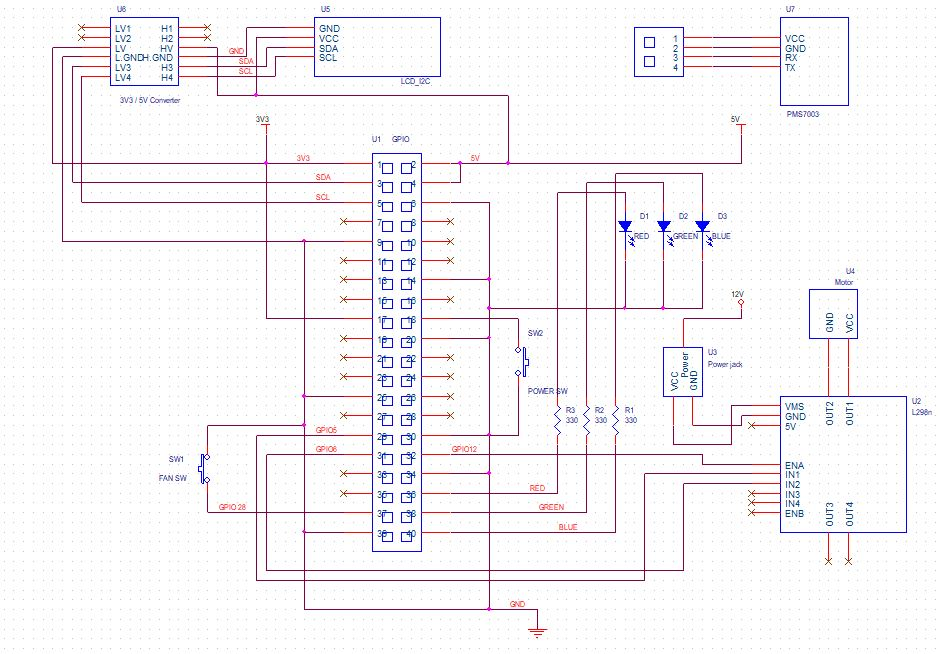 U6
LV1 H1
LV2 H2
LV HV
L.GND H.GND
LV3 H3
LV4 H4
3V3 / 5V Converter
GND
SDA
SCL
U5
GND
VCC
SDA
SCL
LCD_I2C
1
2
3
4
U7
VCC
GND
RX
TX
PMS7003
3V3
5V
U1 GPIO
3V3 1 2 5V
SDA 3 4
SCL 5 6
7 8
9 10
11 12
13 14
15 16
17 18
19 20
21 22
23 24
25 26
27 28
GPIO5 29 30
GPIO6 31 32 GPIO12
33 34
35 36 RED
GPIO 28 37 38 GREEN
39 40 BLUE
GND
D1
RED
D2
GREEN
D3
BLUE
SW2
POWER SW
SW1
FAN SW
R3
330
R2
330
R1
330
12V
U3
Power jack
VCC Power GND
U4
Motor
GND VCC
U2
L298n
VMS
GND
5V
OUT2 OUT1
ENA
IN1
IN2
IN3
IN4
ENB
OUT3 OUT4